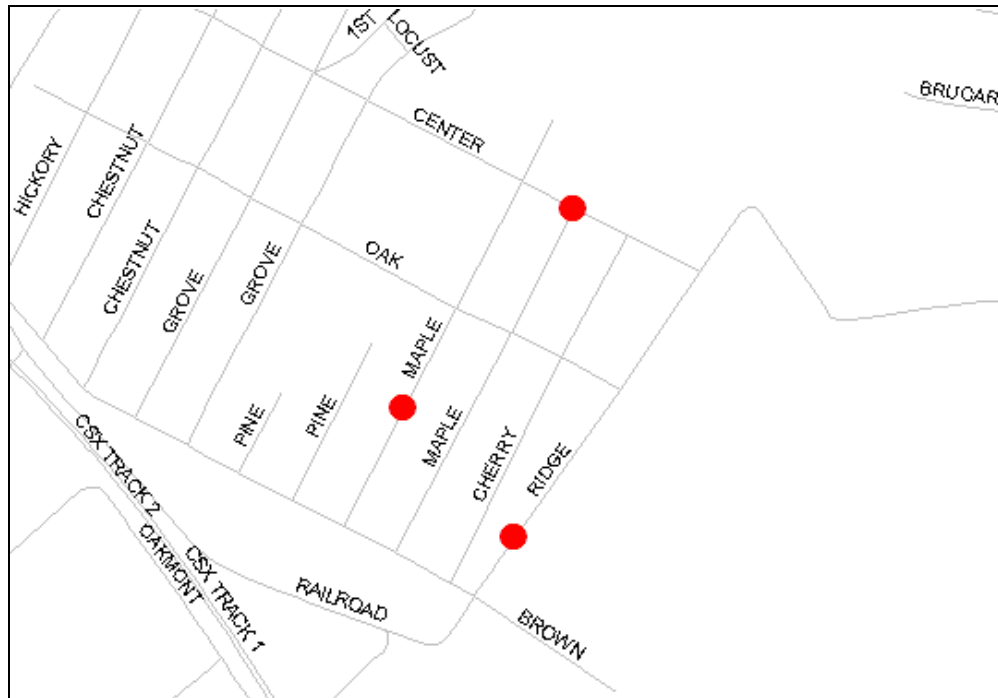 1ST
LOCUST
BRUCAR
CENTER
CHESTNUT
HICKORY
CHESTNUT
OAK
GROVE
GROVE
MAPLE
PINE
PINE
MAPLE
CHERRY
RIDGE
CSX TRACK 2
OAKMONT
CSX TRACK 1
RAILROAD
BROWN